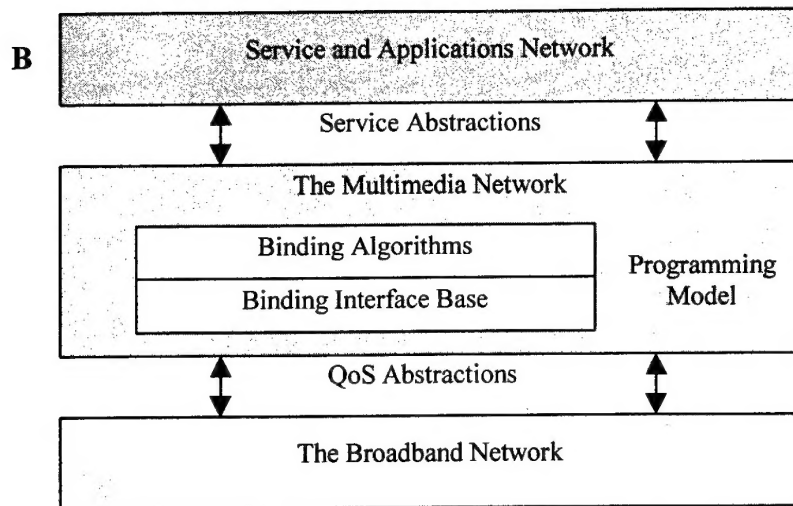 B
Service and Applications Network
Service Abstractions
The Multimedia Network
Binding Algorithms
Binding Interface Base
Programming
Model
QoS Abstractions
The Broadband Network